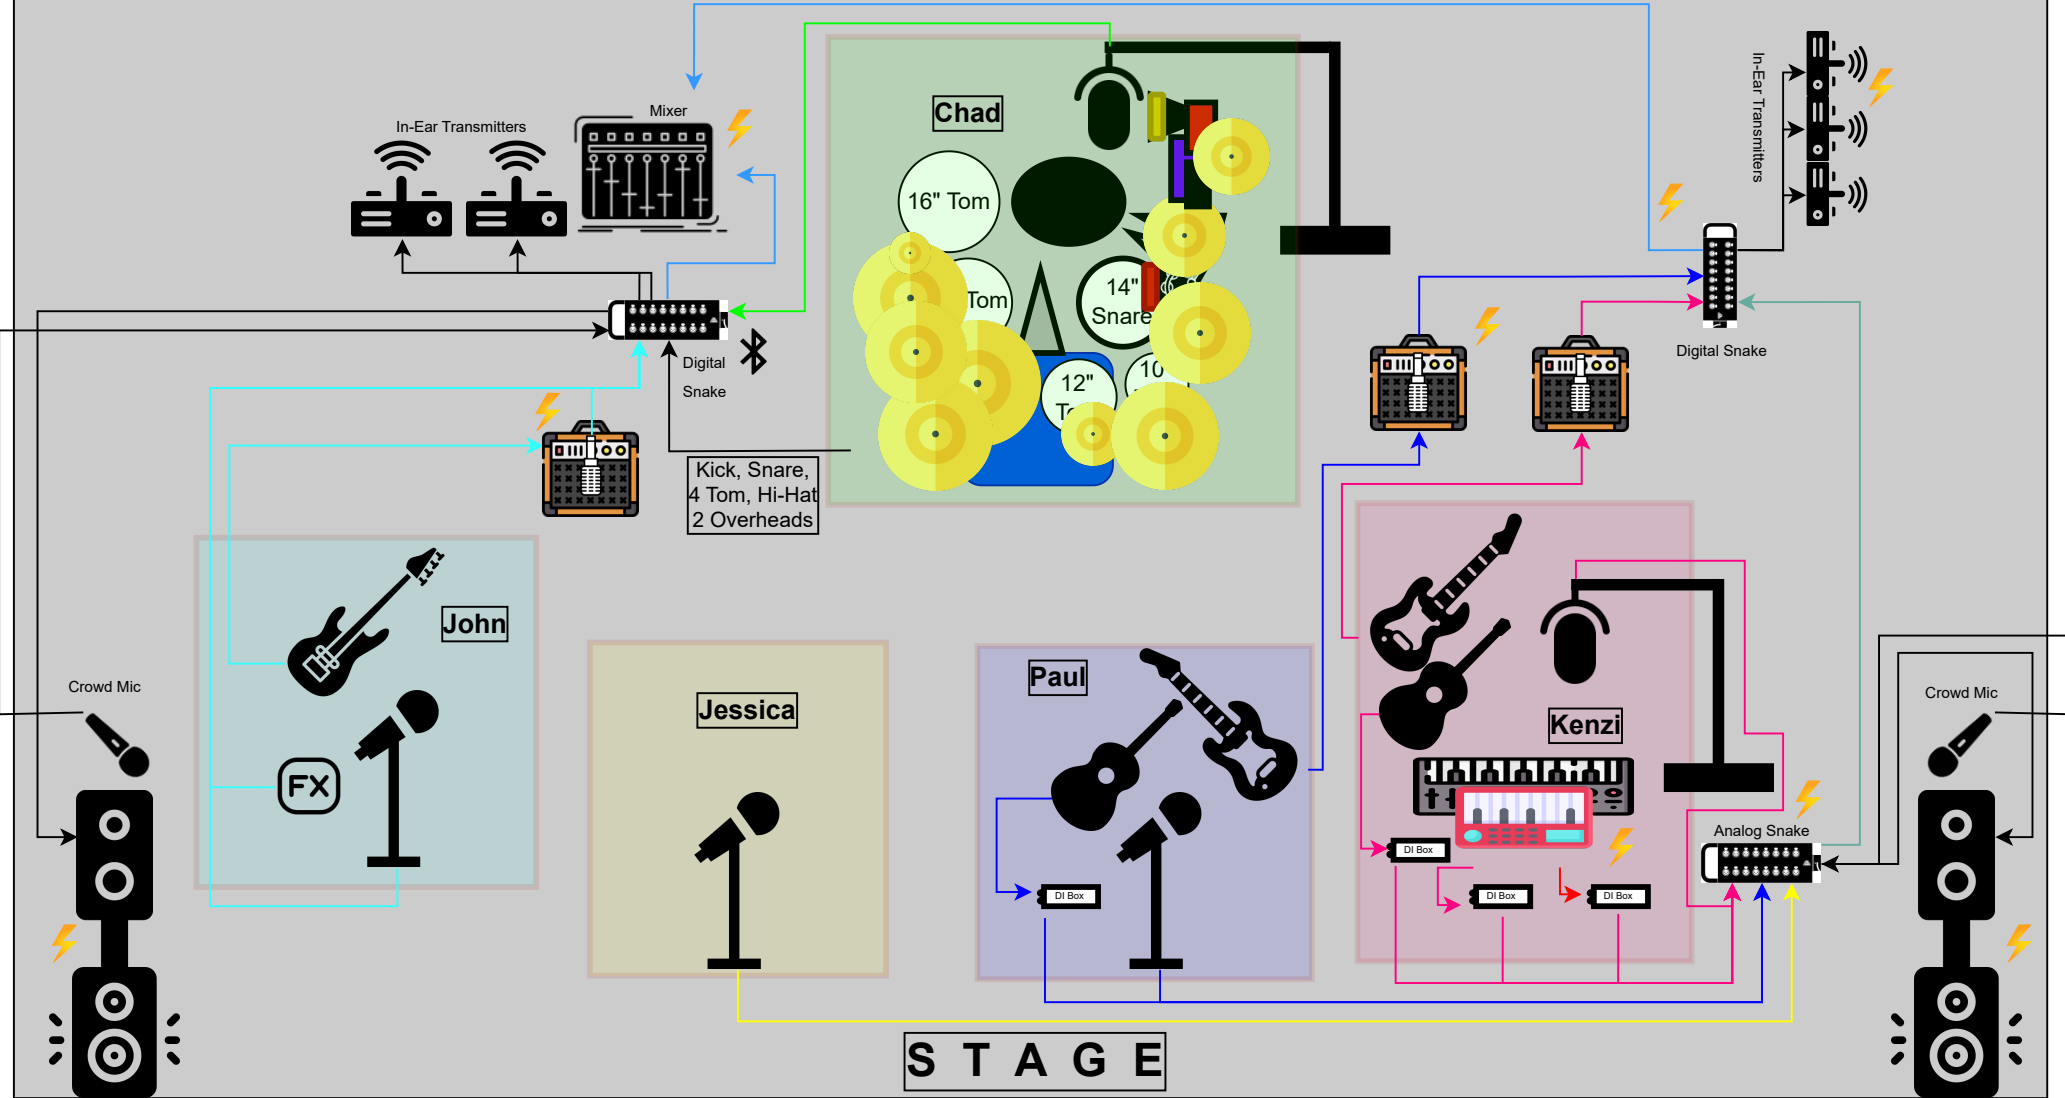 Mixer
In-Ear Transmitters
In-Ear Transmitters
Chad
16" Tom
Tom
14"
Snare
12"
10
Digital
Snake
Digital Snake
Kick, Snare,
4 Tom, Hi-Hat
2 Overheads
John
Crowd Mic
FX
Jessica
Paul
DI Box
Kenzi
DI Box
DI Box
DI Box
Analog Snake
Crowd Mic
S T A G E